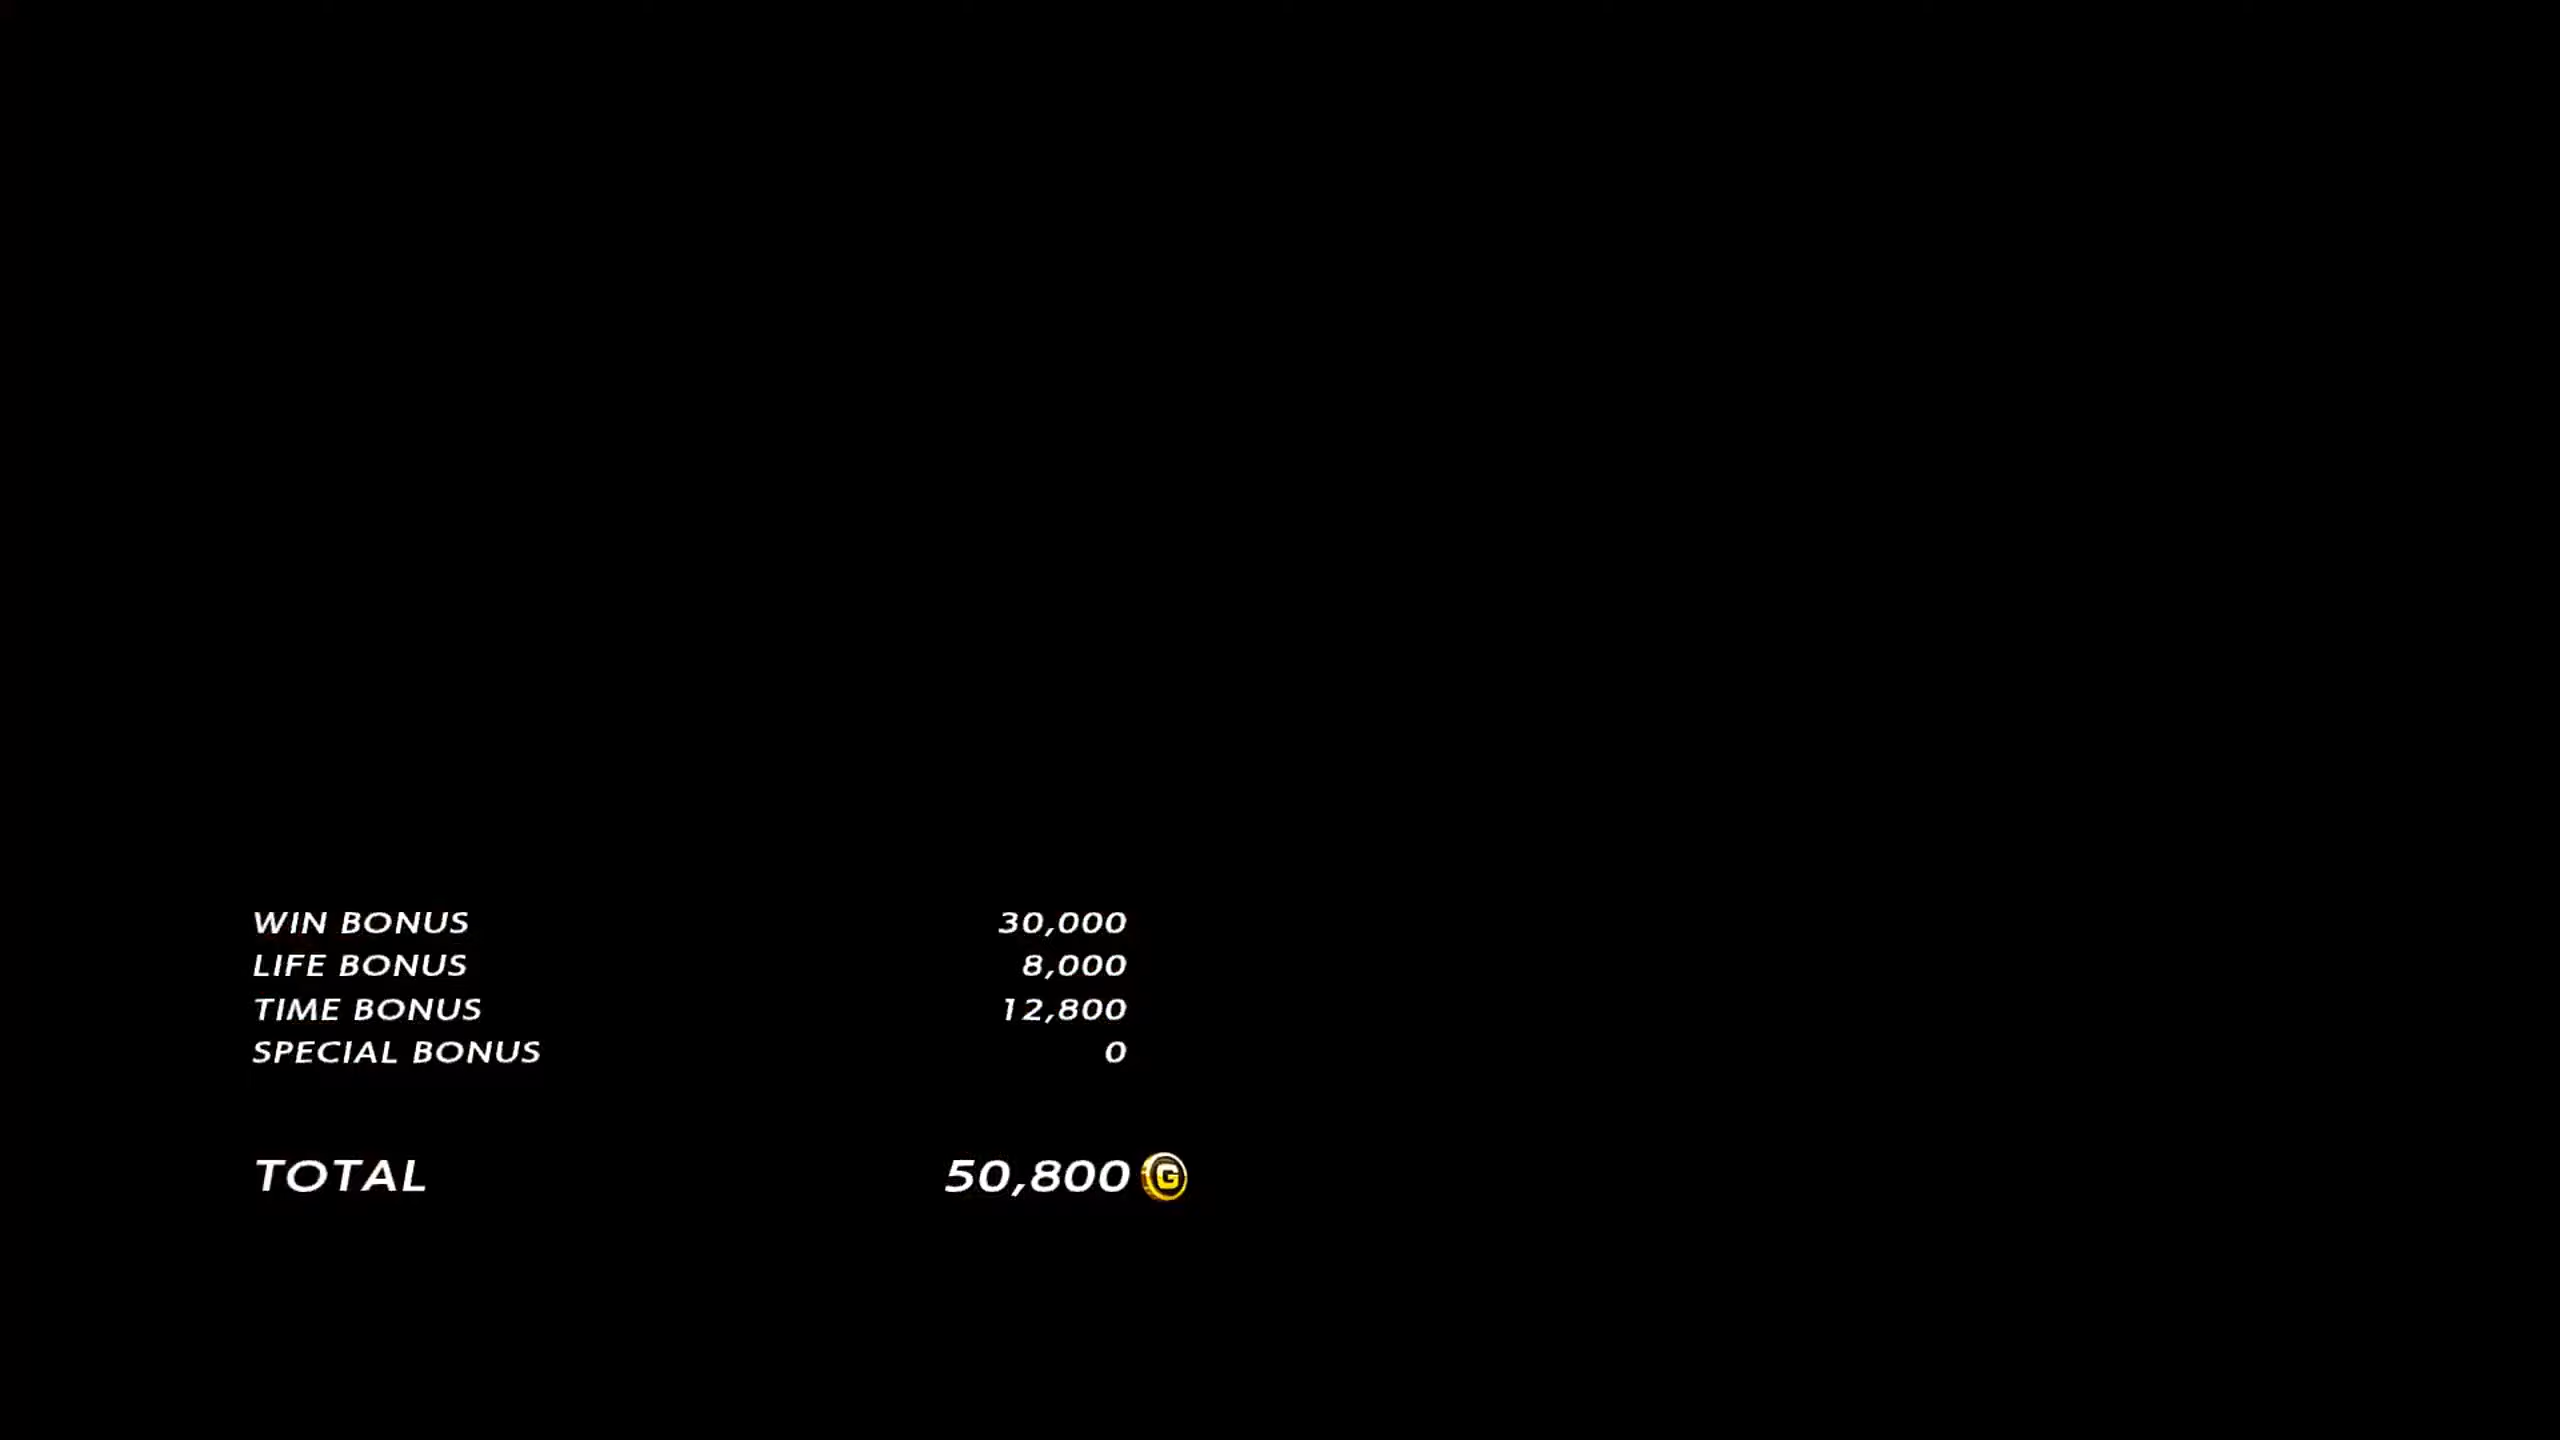 WIN BONUS 30,000
LIFE BONUS 8,000
TIME BONUS 12,800
SPECIAL BONUS 0
TOTAL 50,800 G